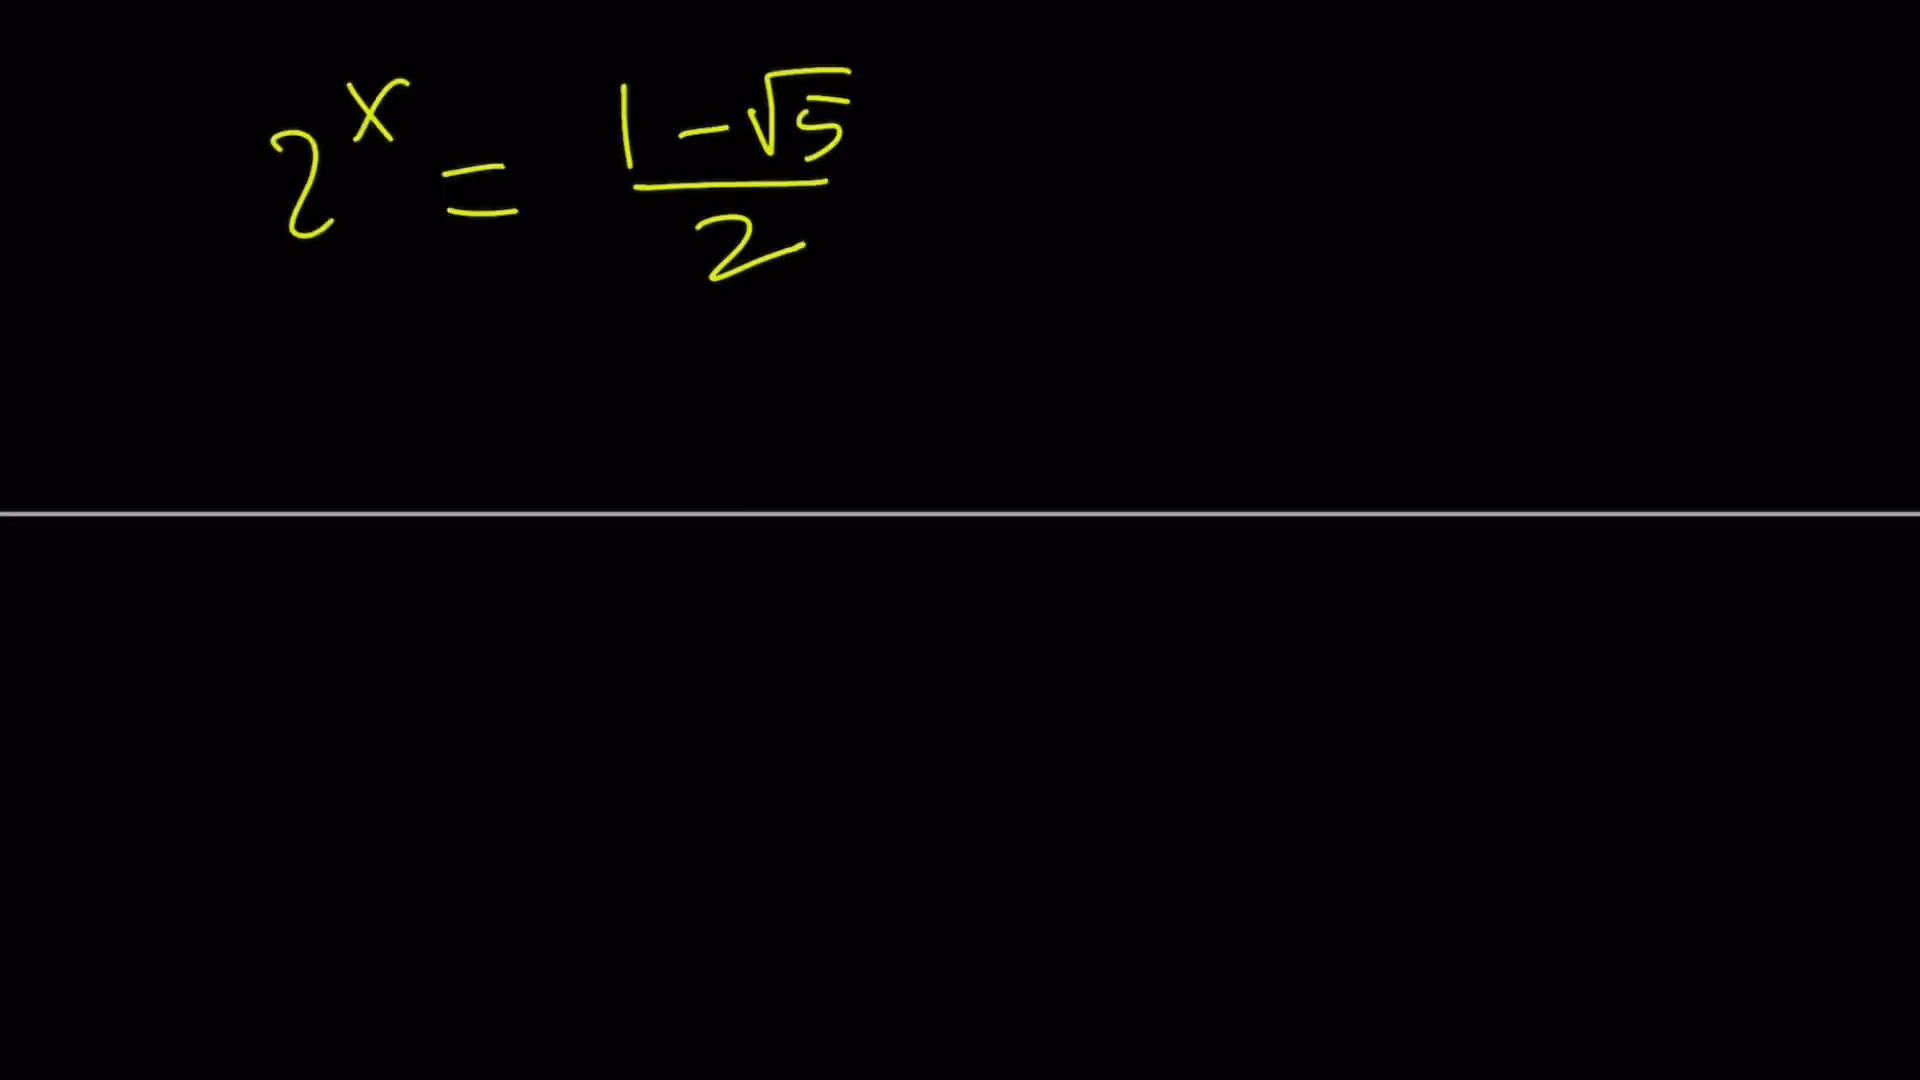 2^x = (1-√5)/2